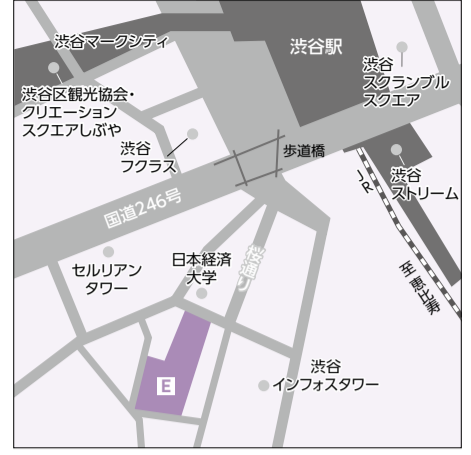 渋谷マークシティ
渋谷駅
渋谷
スクランブル
スクエア
渋谷区観光協会・
クリエーション
スクエアしぶや
渋谷
フクラス
歩道橋
渋谷
ストリーム
JR
国道246号
至恵比寿
セルリアン
タワー
日本経済
大学
桜通り
E
渋谷
インフォスタワー